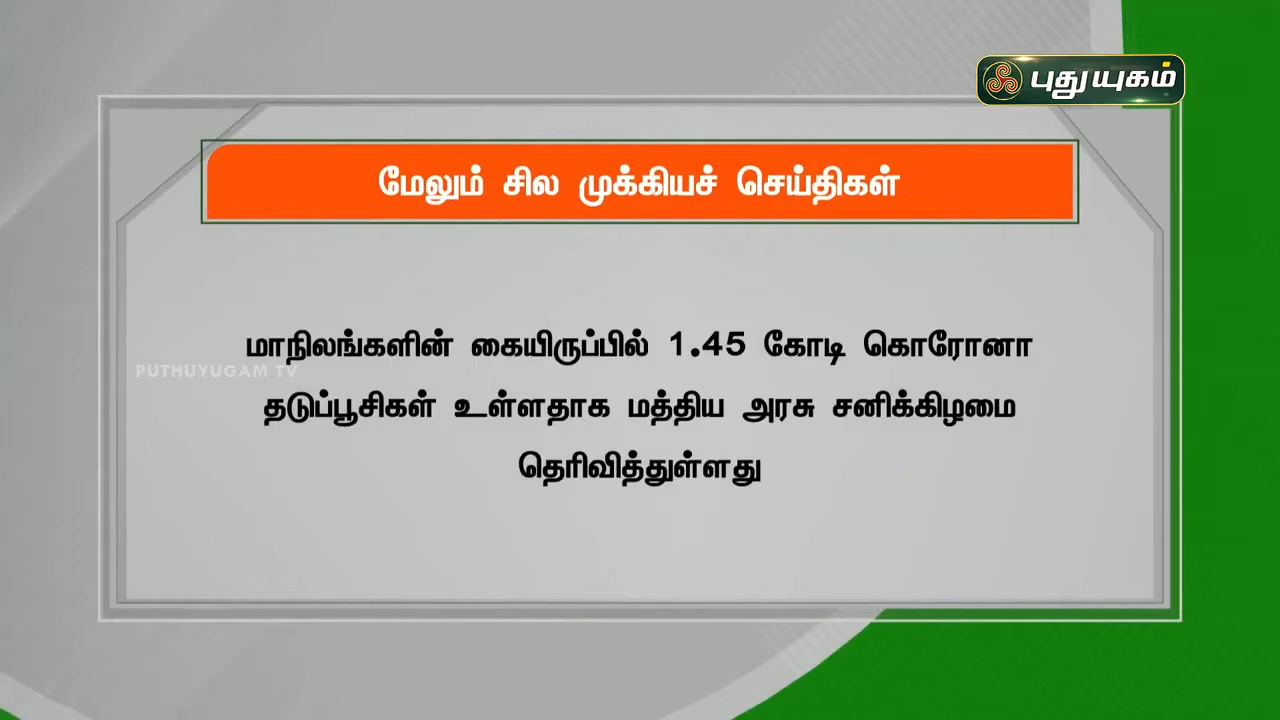 புதுயுகம்
மேலும் சில முக்கியச் செய்திகள்
மாநிலங்களின் கையிருப்பில் 1.45 கோடி கொரோனா
PUTHUYUGAM TV
தடுப்பூசிகள் உள்ளதாக மத்திய அரசு சனிக்கிழமை
தெரிவித்துள்ளது